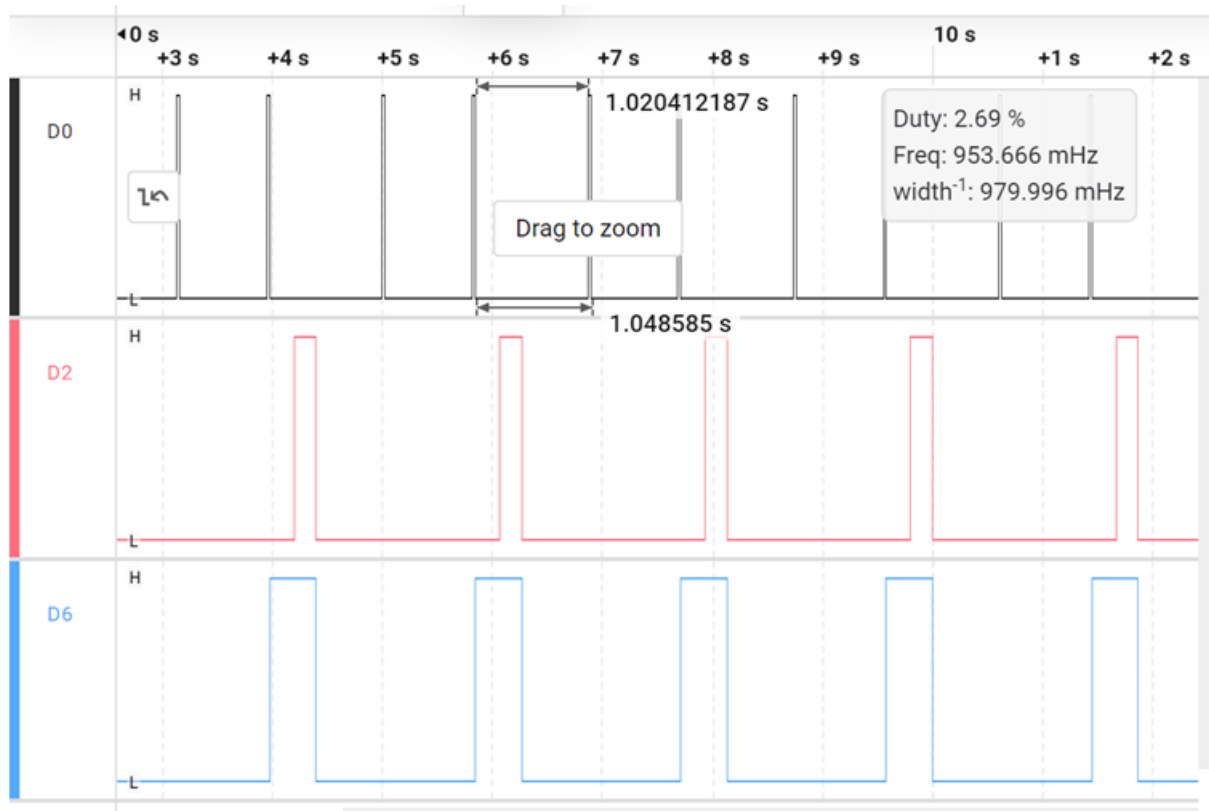 0 s
10 s
+3 s +4 s +5 s +6 s +7 s +8 s +9 s +1 s +2 s
D0
H
1.020412187 s
Duty: 2.69 %
Freq: 953.666 mHz
width⁻¹: 979.996 mHz
Drag to zoom
L
1.048585 s
D2
H
L
D6
H
L